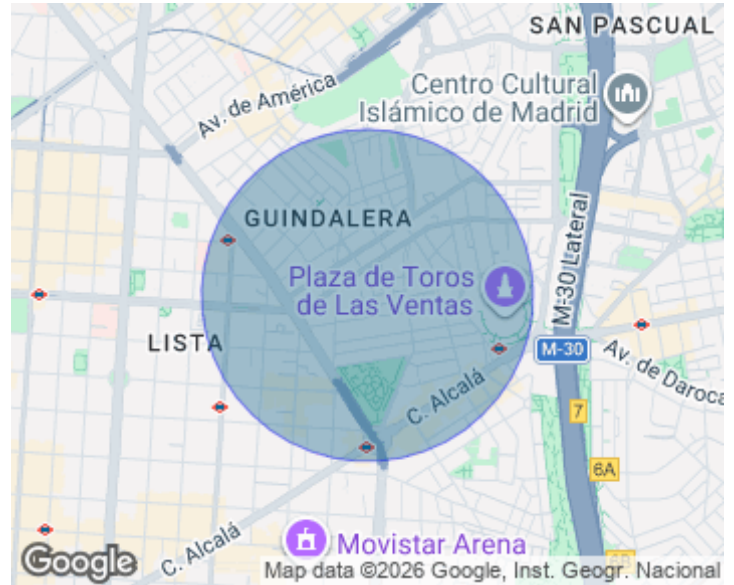 SAN PASCUAL
Centro Cultural
Islámico de Madrid
Av. de América
GUINDALERA
M-30 Lateral
Plaza de Toros
de Las Ventas
LISTA
M-30
Av. de Daroca
C. Alcalá
7
6A
C. Alcalá
Movistar Arena
Google
Map data ©2026 Google, Inst. Geogr. Nacional